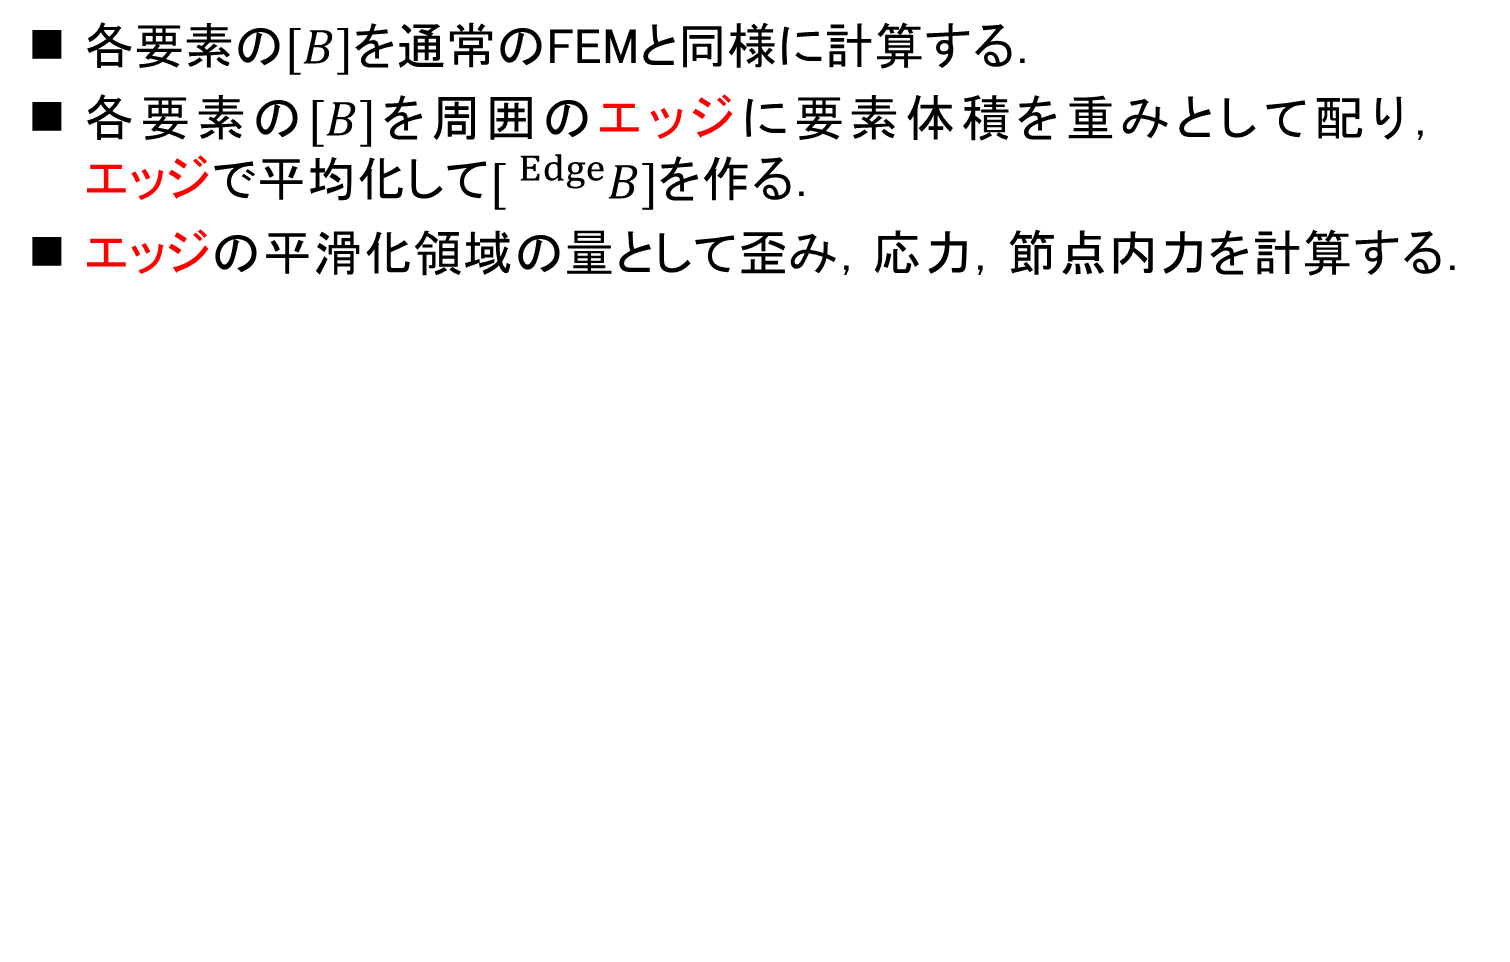 ■ 各要素の[B]を通常のFEMと同様に計算する.
■ 各要素の[B]を周囲のエッジに要素体積を重みとして配り,
エッジで平均化して[ ᴱᵈᵍᵉB]を作る.
■ エッジの平滑化領域の量として歪み, 応力, 節点内力を計算する.